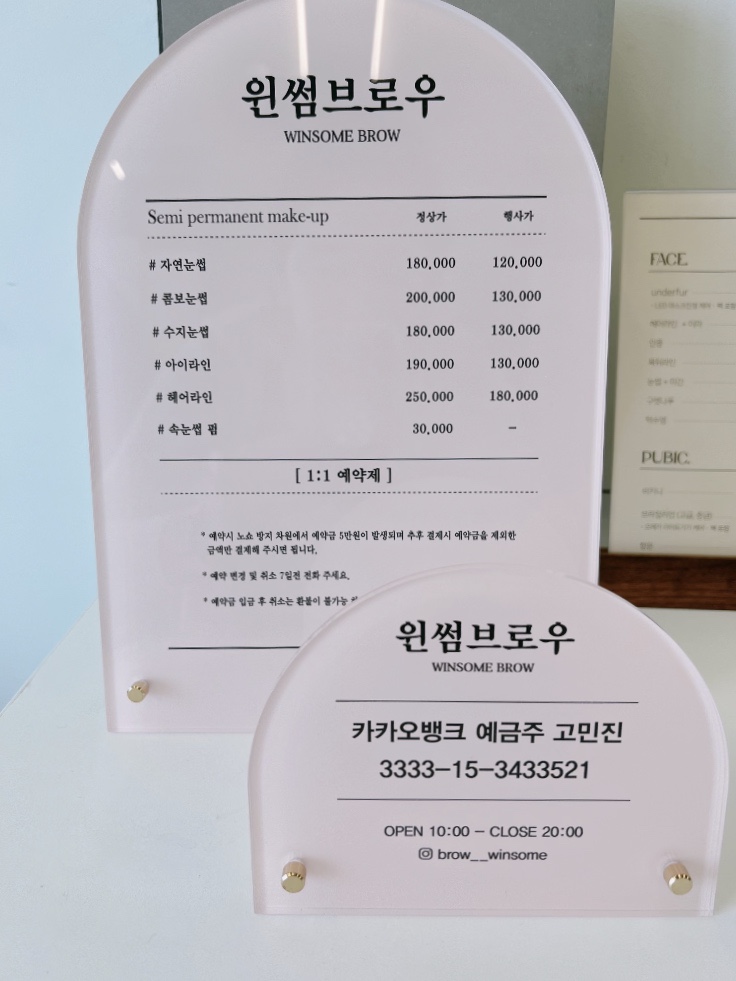 윈썸브로우
WINSOME BROW
Semi permanent make-up 정상가 행사가
# 자연눈썹 180,000 120,000
# 콤보눈썹 200,000 130,000
# 수지눈썹 180,000 130,000
# 아이라인 190,000 130,000
# 헤어라인 250,000 180,000
# 속눈썹 펌 30,000 –
[ 1:1 예약제 ]
* 예약시 노쇼 방지 차원에서 예약금 5만원이 발생되며 추후 결제시 예약금을 제외한
금액만 결제해 주시면 됩니다.
* 예약 변경 및 취소 7일전 전화 주세요.
* 예약금 입금 후 취소는 환불이 불가능
윈썸브로우
WINSOME BROW
카카오뱅크 예금주 고민진
3333-15-3433521
OPEN 10:00 - CLOSE 20:00
brow__winsome
FACE
underfur
인중
눈썹 + 미간
PUBIC
비키니